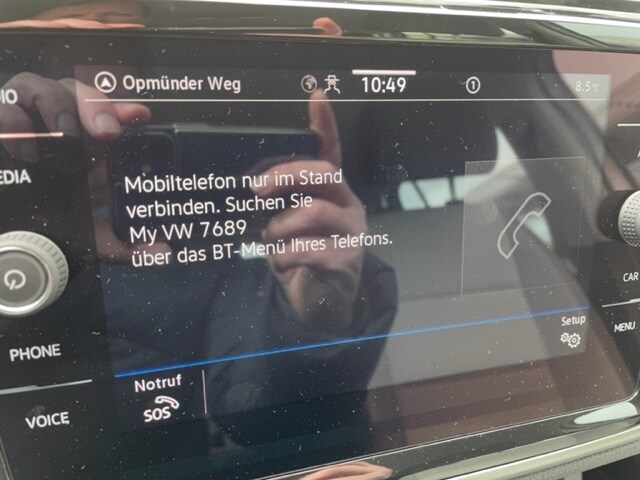 Opmünder Weg
10:49
1
8.5°C
Mobiltelefon nur im Stand
verbinden. Suchen Sie
My VW 7689
über das BT-Menü Ihres Telefons.
Setup
Notruf
SOS
PHONE
VOICE
CAR
MENU